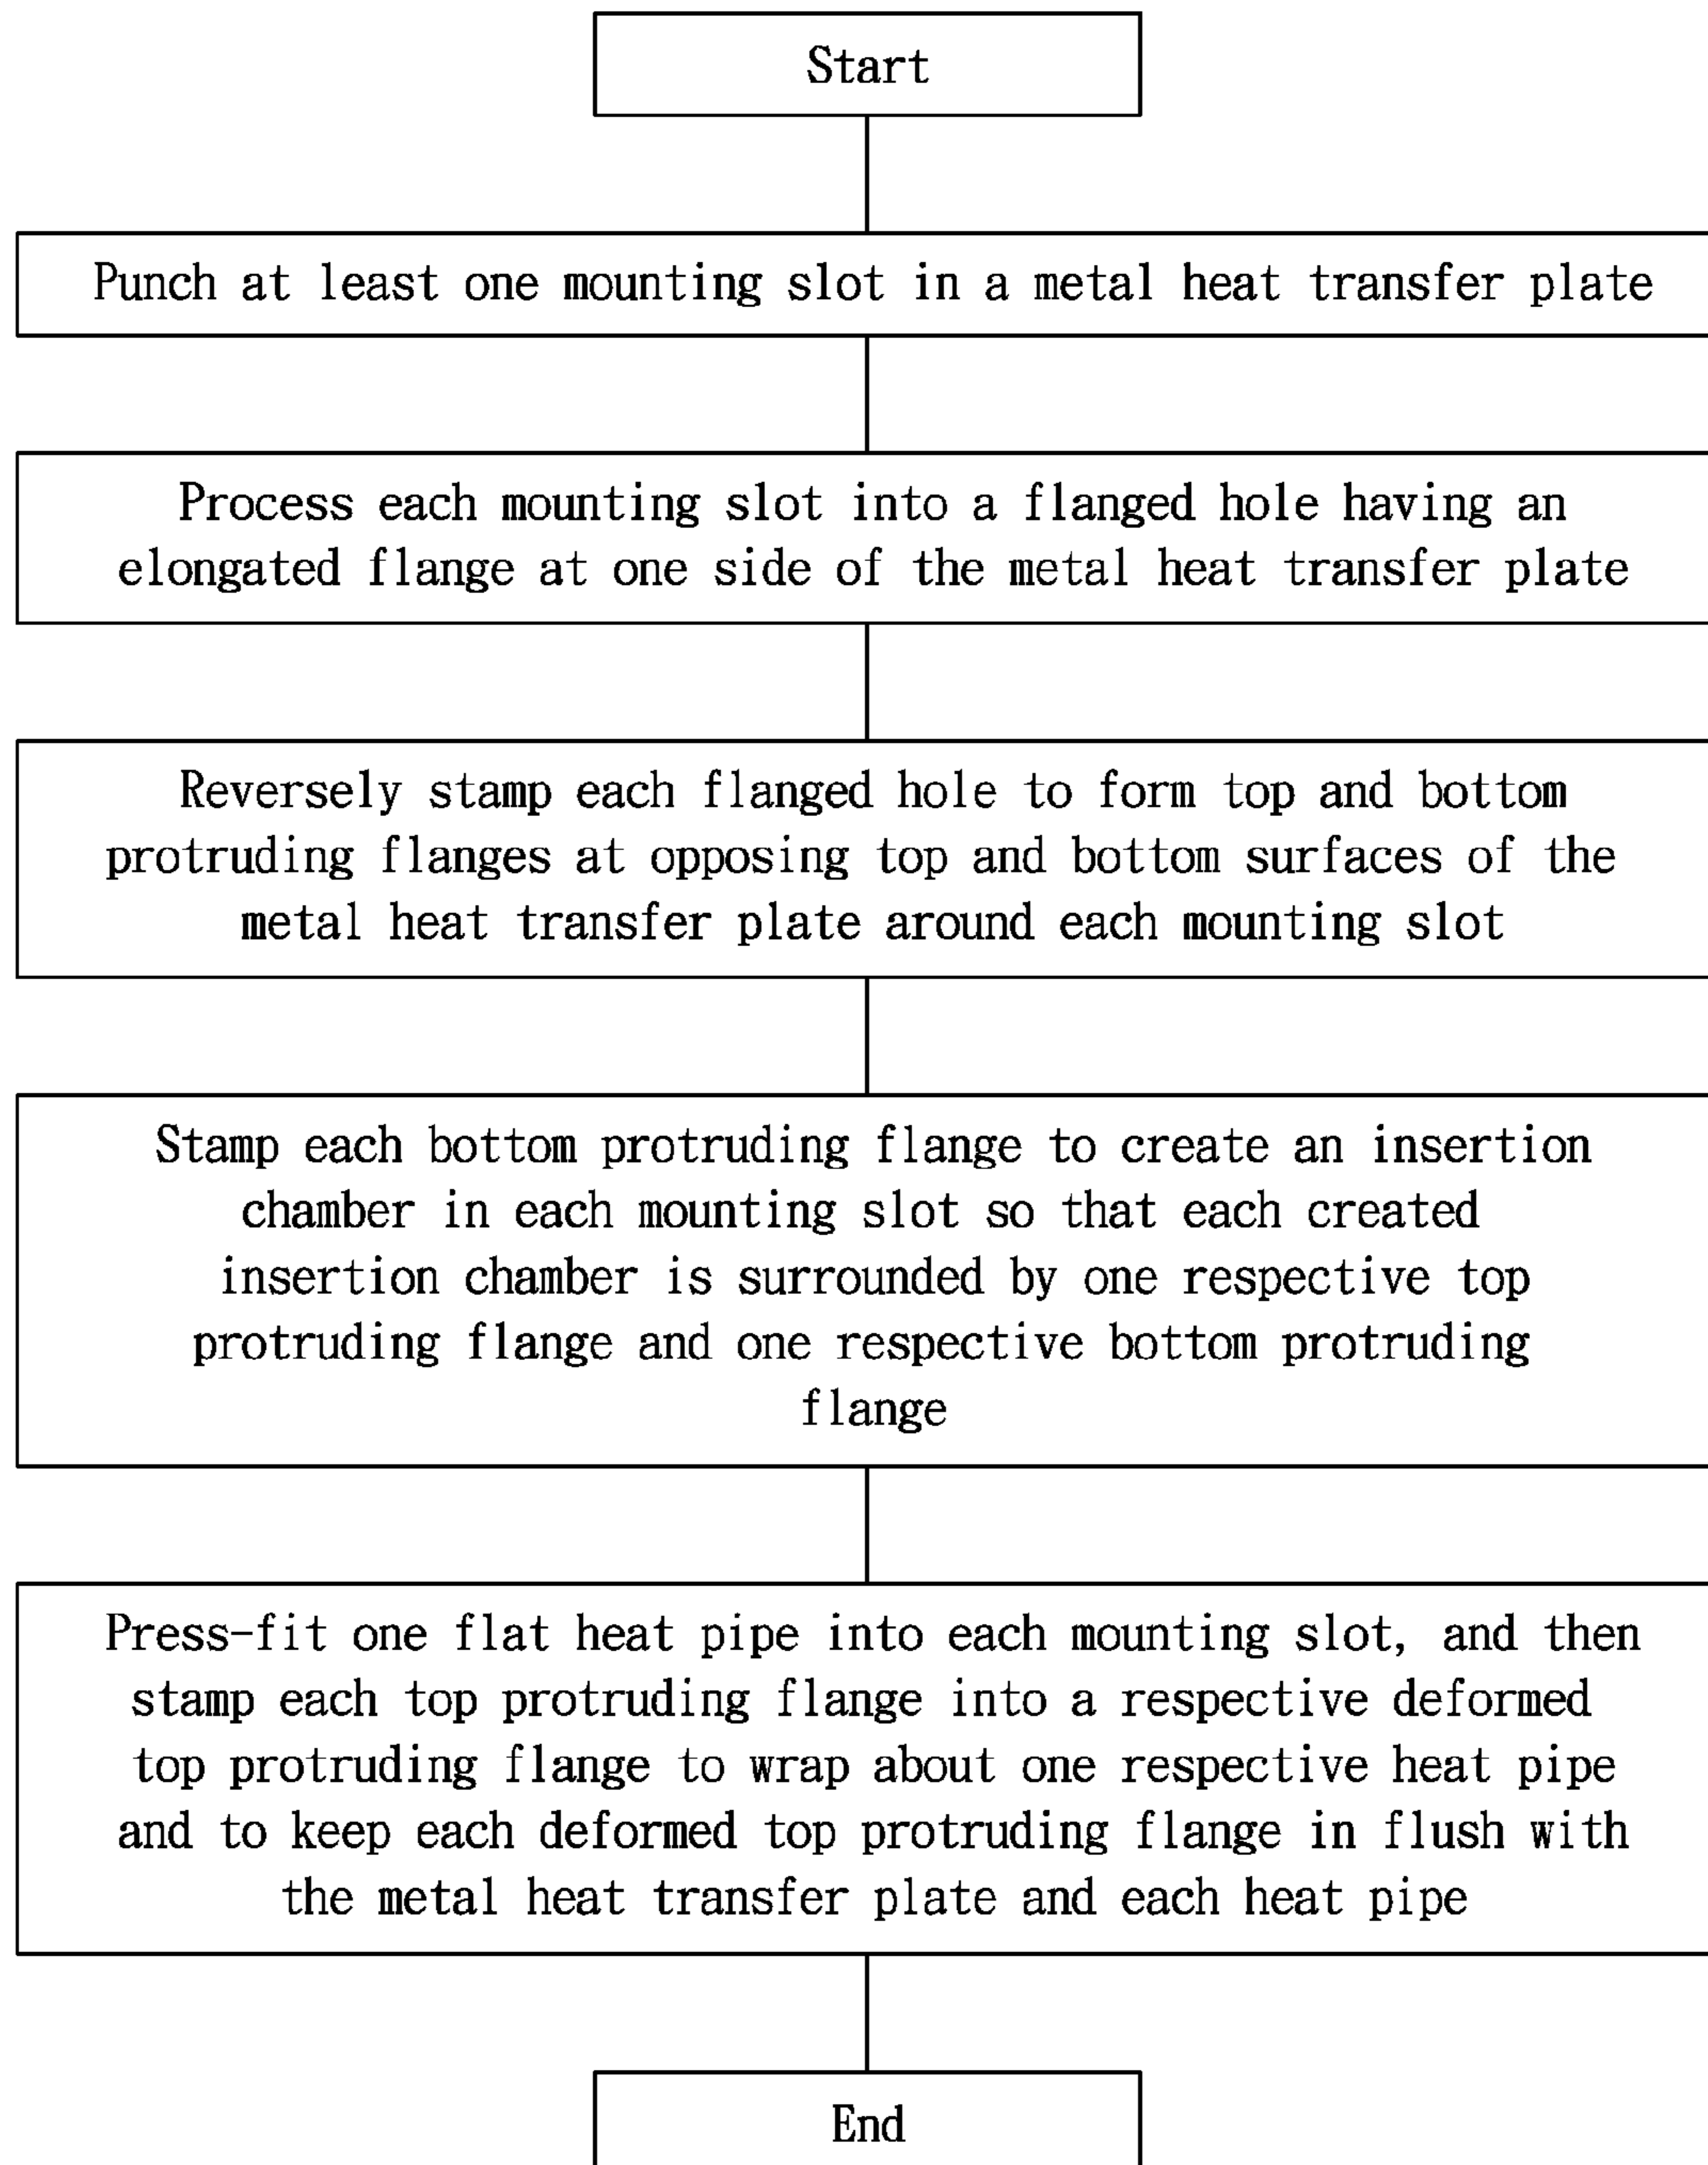 Start
Punch at least one mounting slot in a metal heat transfer plate
Process each mounting slot into a flanged hole having an
elongated flange at one side of the metal heat transfer plate
Reversely stamp each flanged hole to form top and bottom
protruding flanges at opposing top and bottom surfaces of the
metal heat transfer plate around each mounting slot
Stamp each bottom protruding flange to create an insertion
chamber in each mounting slot so that each created
insertion chamber is surrounded by one respective top
protruding flange and one respective bottom protruding
flange
Press-fit one flat heat pipe into each mounting slot, and then
stamp each top protruding flange into a respective deformed
top protruding flange to wrap about one respective heat pipe
and to keep each deformed top protruding flange in flush with
the metal heat transfer plate and each heat pipe
End